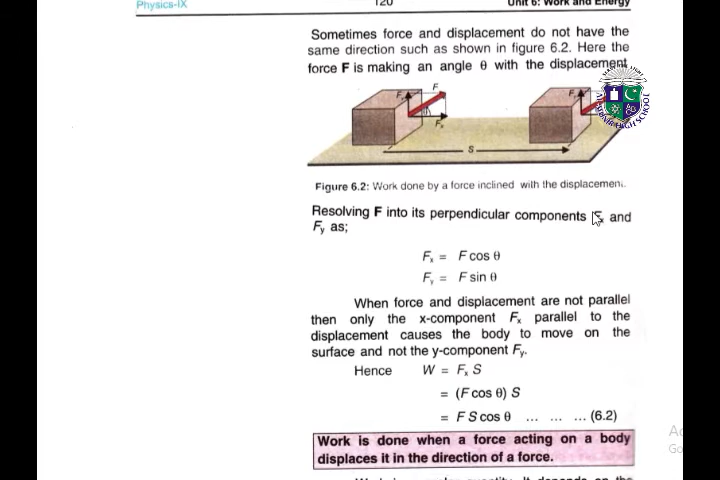 Physics-IX 120 Unit 6: Work and Energy
Sometimes force and displacement do not have the
same direction such as shown in figure 6.2. Here the
force F is making an angle θ with the displacement
F
Fx
θ
S
Figure 6.2: Work done by a force inclined with the displacement.
Resolving F into its perpendicular components Fx and
Fy as;
Fx = F cos θ
Fy = F sin θ
When force and displacement are not parallel
then only the x-component Fx parallel to the
displacement causes the body to move on the
surface and not the y-component Fy.
Hence W = Fx S
= (F cos θ) S
= F S cos θ ... ... ... (6.2)
Work is done when a force acting on a body
displaces it in the direction of a force.